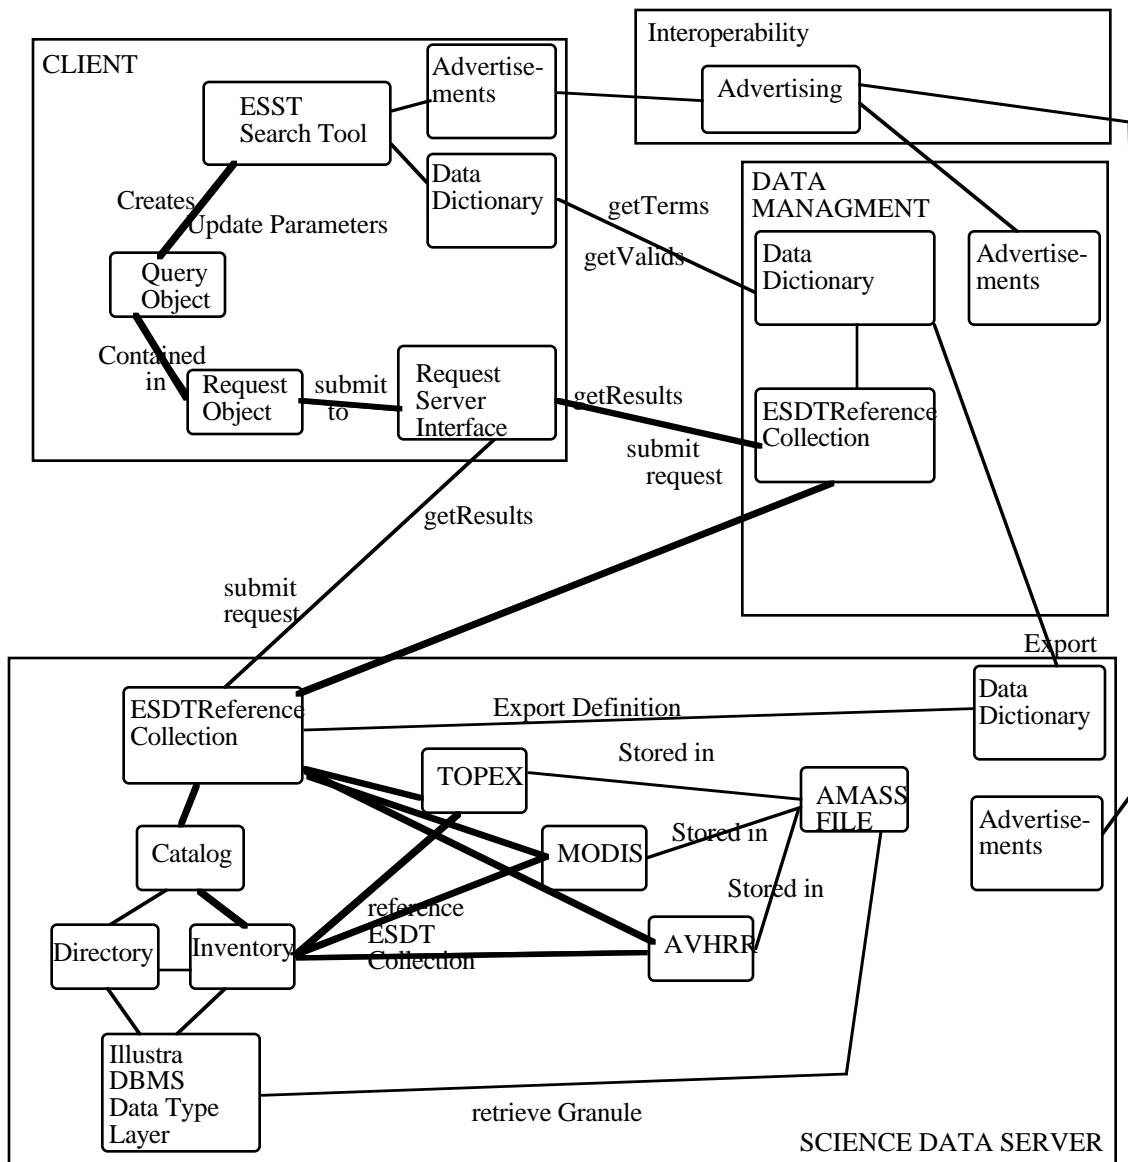 Interoperability
Advertising
CLIENT
ESST
Search Tool
Advertise-
ments
Data
Dictionary
Creates
Update Parameters
Query
Object
Contained
in
Request
Object
submit
to
Request
Server
Interface
getTerms
getValids
getResults
submit
request
DATA
MANAGMENT
Data
Dictionary
Advertise-
ments
ESDTReference
Collection
getResults
submit
request
Export
ESDTReference
Collection
Export Definition
Data
Dictionary
Stored in
TOPEX
AMASS
FILE
Advertise-
ments
Catalog
MODIS
Stored in
Stored in
reference
ESDT
Collection
Directory
Inventory
AVHRR
Illustra
DBMS
Data Type
Layer
retrieve Granule
SCIENCE DATA SERVER